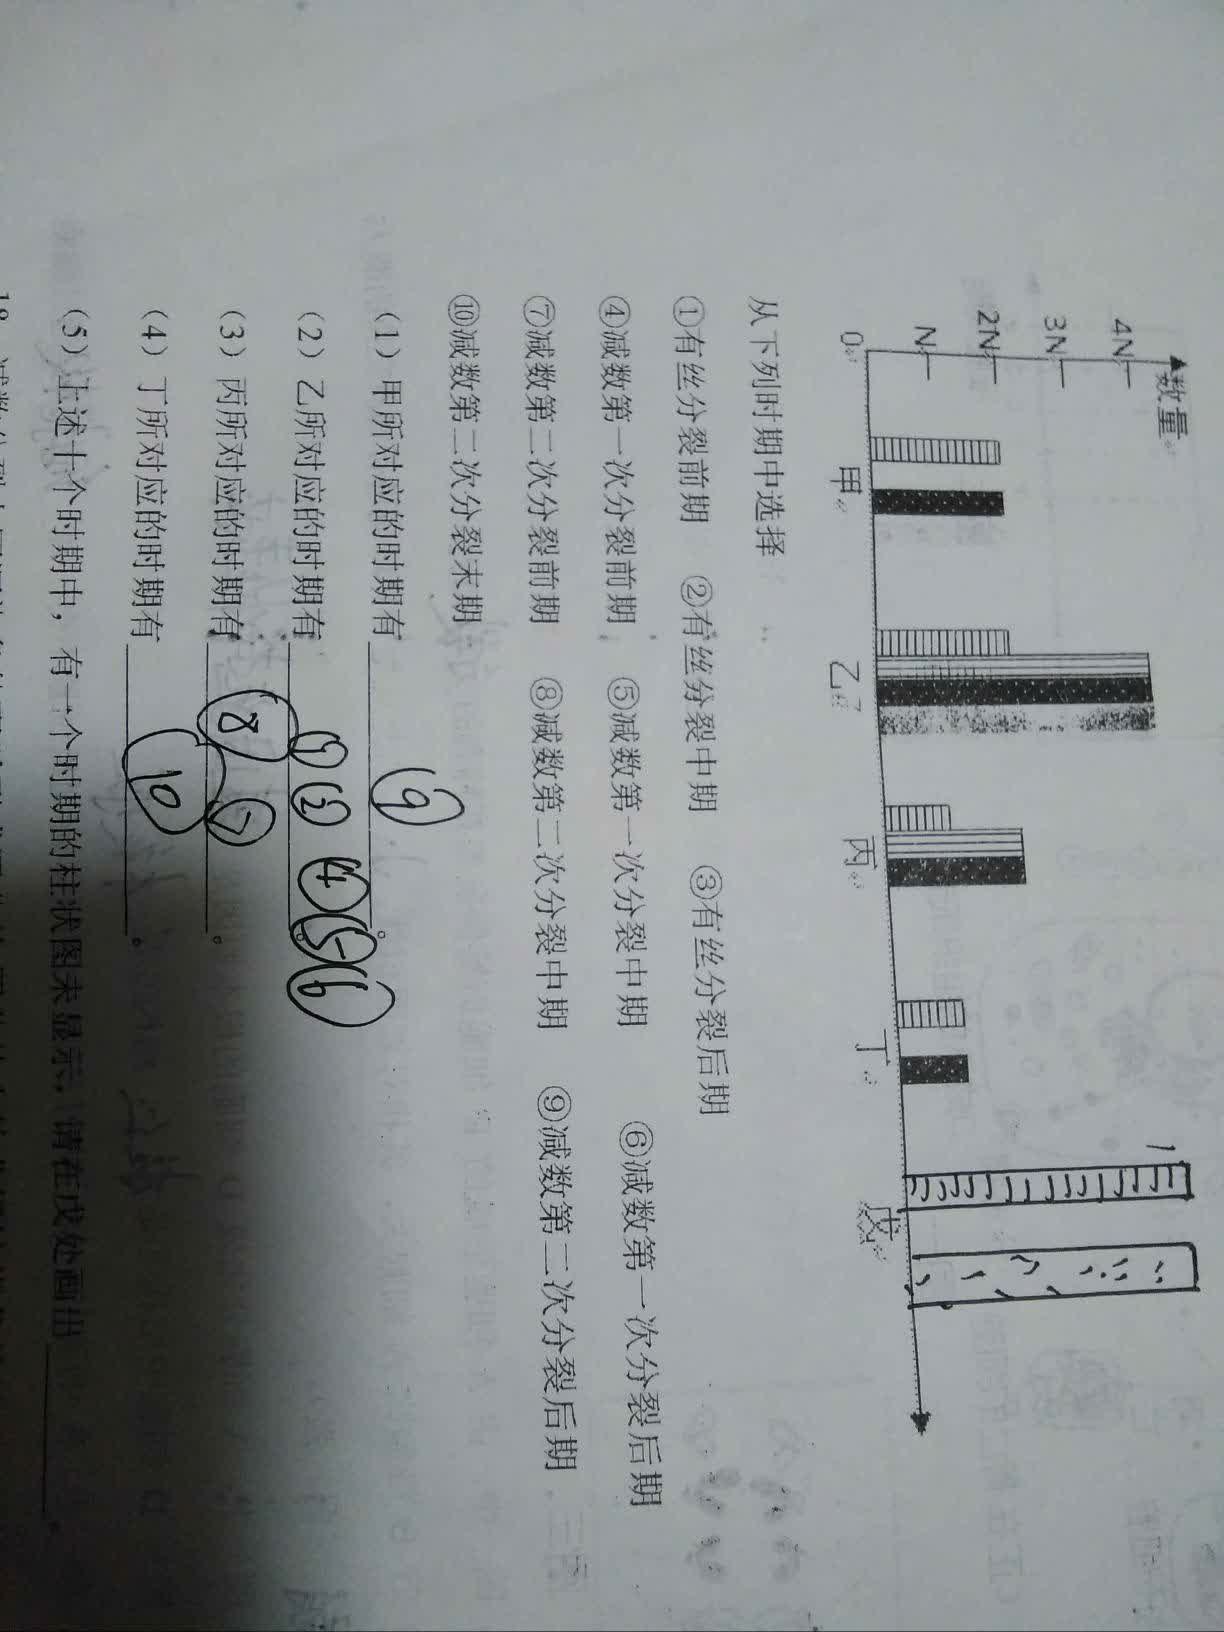 数量
4N
3N
2N
N
0
甲 乙 丙 丁 戊
从下列时期中选择
①有丝分裂前期 ②有丝分裂中期 ③有丝分裂后期
④减数第一次分裂前期 ⑤减数第一次分裂中期 ⑥减数第一次分裂后期
⑦减数第二次分裂前期 ⑧减数第二次分裂中期 ⑨减数第二次分裂后期
⑩减数第二次分裂末期
(1) 甲所对应的时期有 ⑨ 。
(2) 乙所对应的时期有 ① ② ④ ⑤ ⑥ 。
(3) 丙所对应的时期有 ⑧ ⑦ 。
(4) 丁所对应的时期有 ⑩ 。
(5) 上述十个时期中，有一个时期的柱状图未显示，请在戊处画出 。